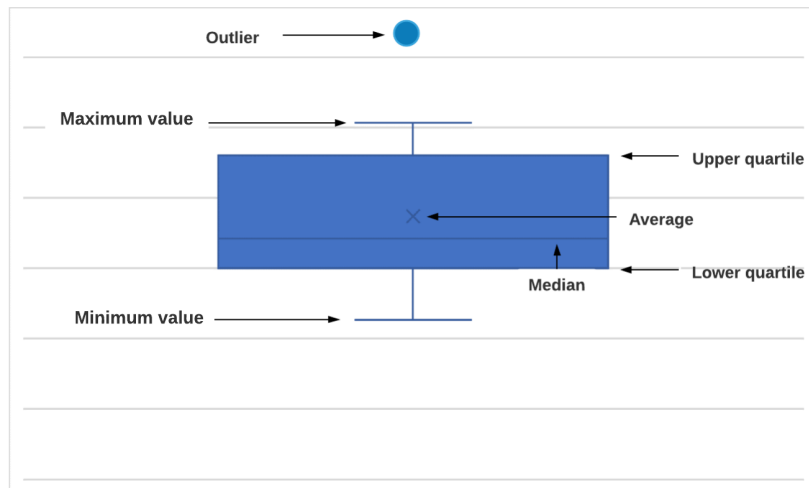 Outlier
Maximum value
Upper quartile
Average
Lower quartile
Median
Minimum value